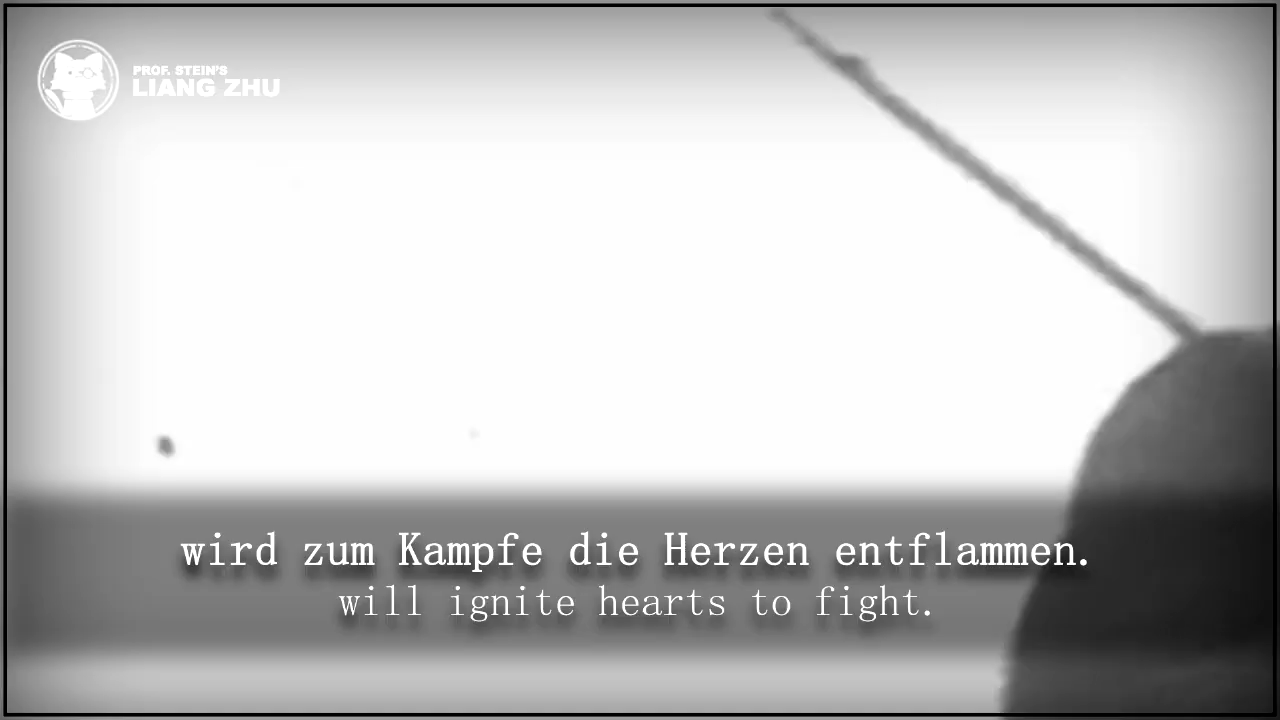 PROF. STEIN'S
LIANG ZHU
wird zum Kampfe die Herzen entflammen.
will ignite hearts to fight.